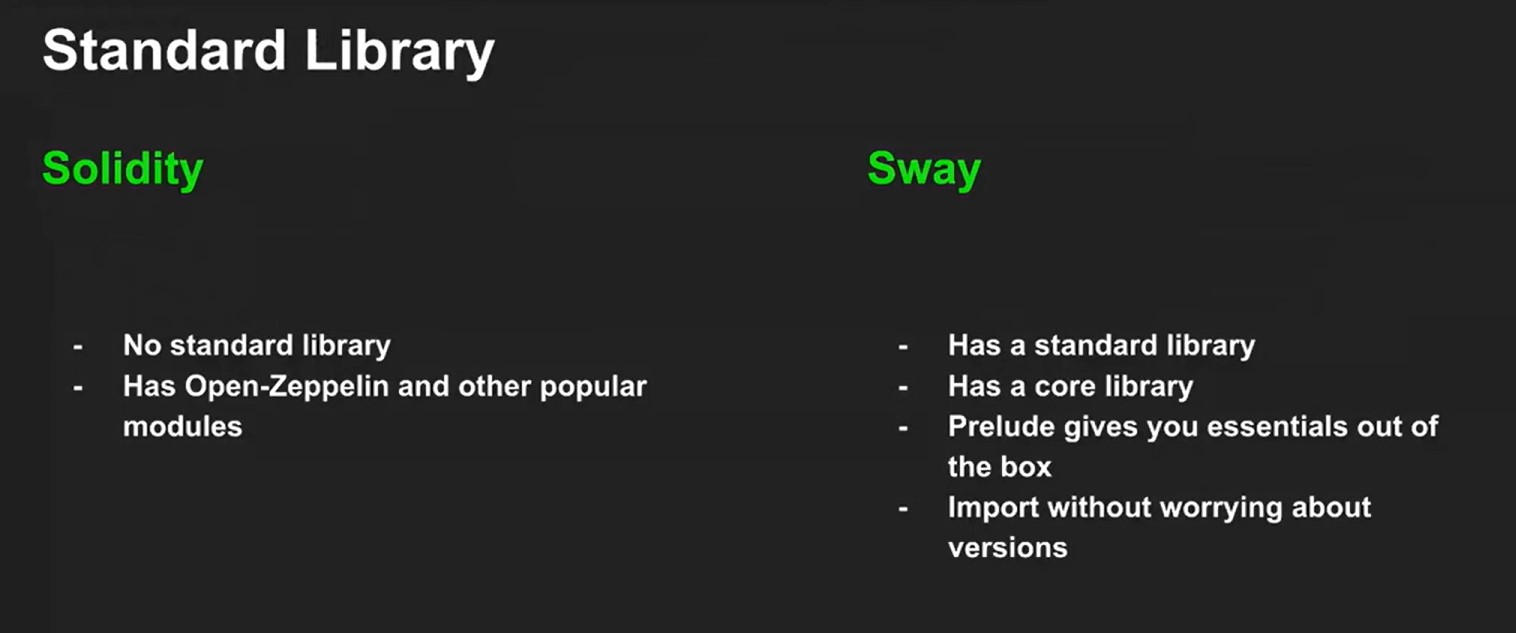 Standard Library
Solidity
- No standard library
- Has Open-Zeppelin and other popular
modules
Sway
- Has a standard library
- Has a core library
- Prelude gives you essentials out of
the box
- Import without worrying about
versions